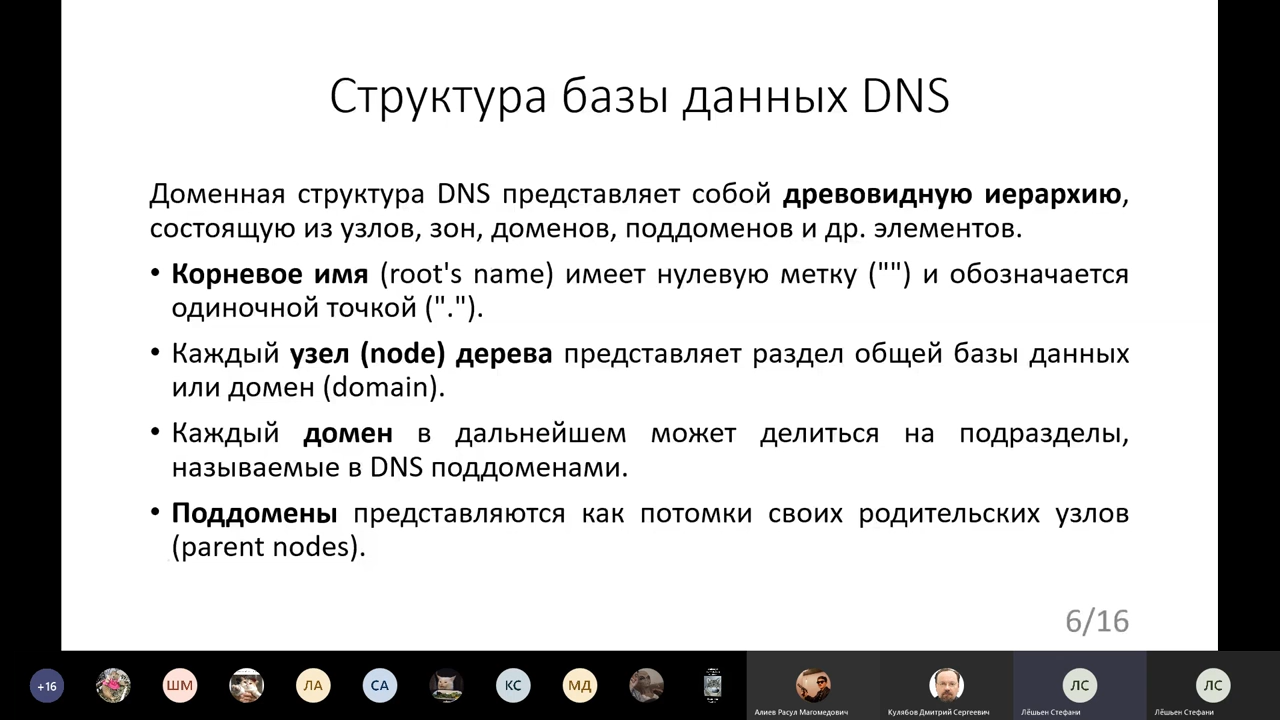 Структура базы данных DNS
Доменная структура DNS представляет собой древовидную иерархию,
состоящую из узлов, зон, доменов, поддоменов и др. элементов.
• Корневое имя (root's name) имеет нулевую метку ("") и обозначается
одиночной точкой (".").
• Каждый узел (node) дерева представляет раздел общей базы данных
или домен (domain).
• Каждый домен в дальнейшем может делиться на подразделы,
называемые в DNS поддоменами.
• Поддомены представляются как потомки своих родительских узлов
(parent nodes).
6/16
+16 ШМ ЛА СА КС МД ЛС ЛС
Алиев Расул Магомедович Кулябов Дмитрий Сергеевич Лёшьен Стефани Лёшьен Стефани